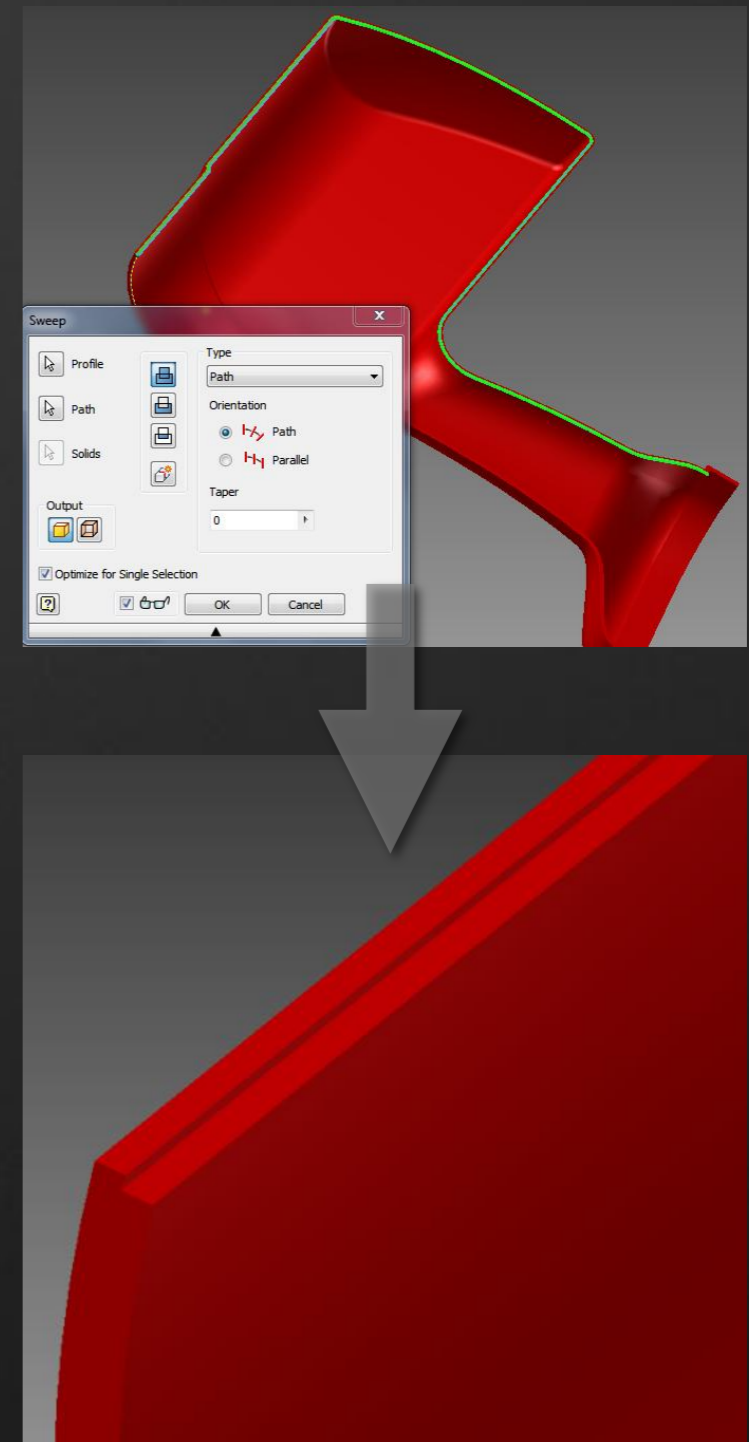 Sweep
x
Profile
Path
Solids
Output
Type
Path
Orientation
Path
Parallel
Taper
0
Optimize for Single Selection
?
OK
Cancel